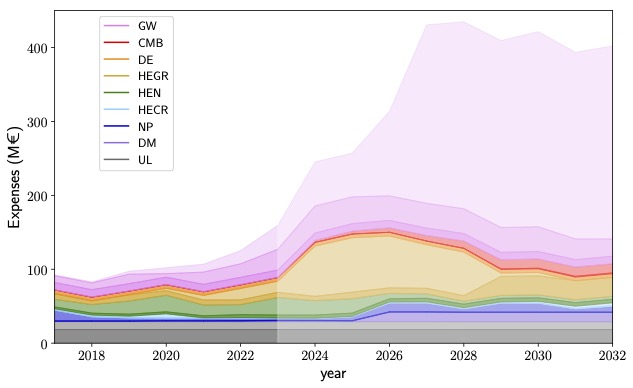 GW
CMB
DE
HEGR
HEN
HECR
NP
DM
UL
Expenses (M€)
400
300
200
100
0
2018 2020 2022 2024 2026 2028 2030 2032
year